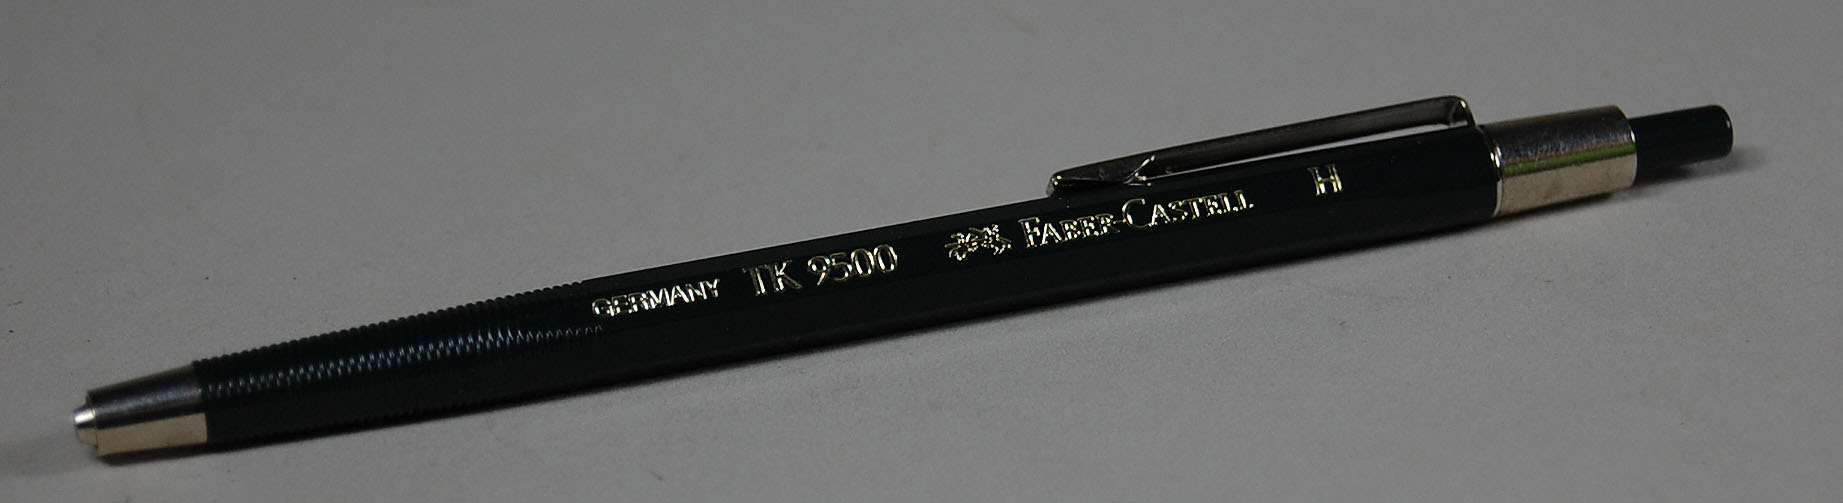 GERMANY TK 9500 FABER-CASTELL H